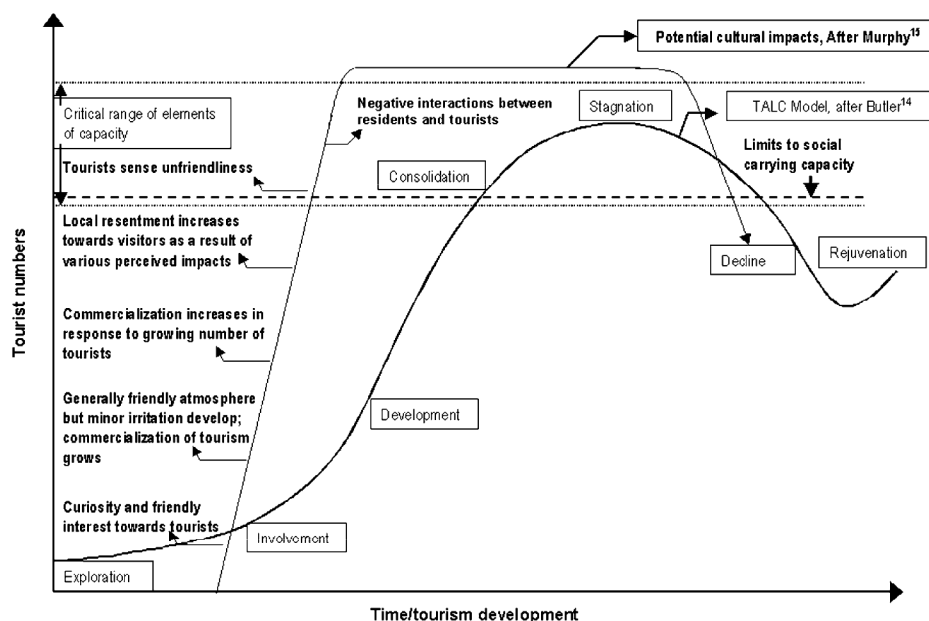 Potential cultural impacts, After Murphy¹⁵
Critical range of elements
of capacity
Negative interactions between
residents and tourists
Stagnation
TALC Model, after Butler¹⁴
Limits to social
carrying capacity
Tourists sense unfriendliness
Consolidation
Local resentment increases
towards visitors as a result of
various perceived impacts
Decline
Rejuvenation
Commercialization increases in
response to growing number of
tourists
Generally friendly atmosphere
but minor irritation develop;
commercialization of tourism
grows
Development
Curiosity and friendly
interest towards tourists
Involvement
Exploration
Tourist numbers
Time/tourism development